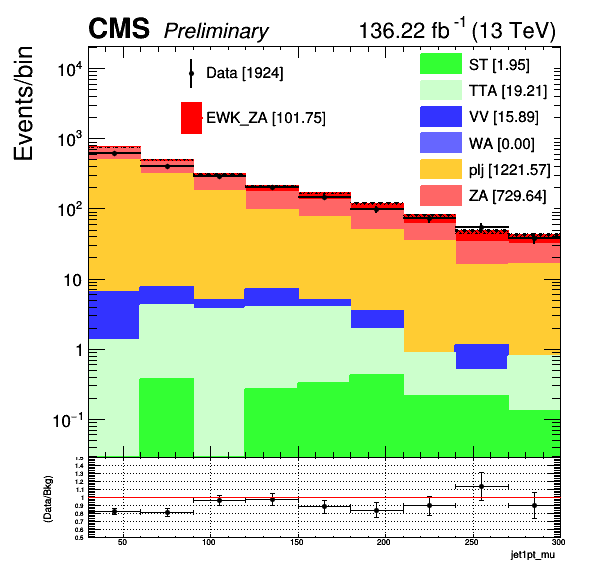 CMS Preliminary 136.22 fb⁻¹ (13 TeV)
Events/bin
10⁴
10³
10²
10
1
10⁻¹
Data [1924]
EWK_ZA [101.75]
ST [1.95]
TTA [19.21]
VV [15.89]
WA [0.00]
plj [1221.57]
ZA [729.64]
(Data/Bkg)
1.5
1.4
1.3
1.2
1.1
1
0.9
0.8
0.7
0.6
0.5
50 100 150 200 250 300
jet1pt_mu